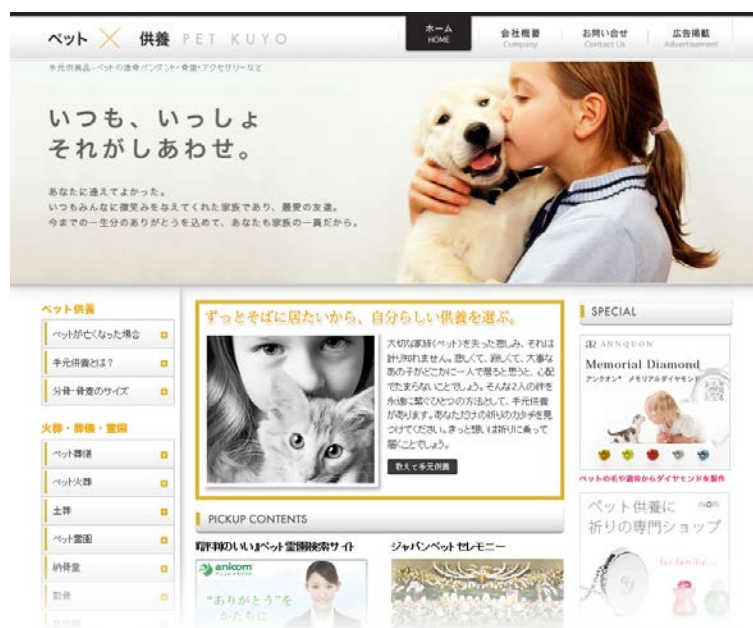 ペット × 供養 PET KUYO
ホーム
HOME
会社概要
Company
お問い合せ
Contact Us
広告掲載
Advertisement
手元供養品-ペットの遺骨ペンダント・骨壷・アクセサリーなど
いつも、いっしょ
それがしあわせ。
あなたに逢えてよかった。
いつもみんなに微笑みを与えてくれた家族であり、最愛の友達。
今までの一生分のありがとうを込めて、あなたも家族の一員だから。
ペット供養
ペットが亡くなった場合
手元供養とは？
分骨・骨壷のサイズ
火葬・葬儀・霊園
ペット葬儀
ペット火葬
土葬
ペット霊園
納骨堂
散骨
ずっとそばに居たいから、自分らしい供養を選ぶ。
大切な家族(ペット)を失った悲しみ、それは
計り知れません。悲しくて、寂しくて、大事な
あの子がどこかに一人で居ると思うと、心配
でたまらないことでしょう。そんな2人の絆を
永遠に繋ぐひとつの方法として、手元供養
があります。あなただけの祈りのカタチを見
つけてください。きっと想いは祈りに乗って
届くことでしょう。
敢えて手元供養
PICKUP CONTENTS
『評判のいい』ペット霊園検索サイト
anicom
“ありがとう”を
かたちに
ジャパンペットセレモニー
SPECIAL
ANNQUON
Memorial Diamond
アンクオン® メモリアルダイヤモンド
ペットの毛や遺骨からダイヤモンドを製作
ペット供養に
祈りの専門ショップ
for familia...